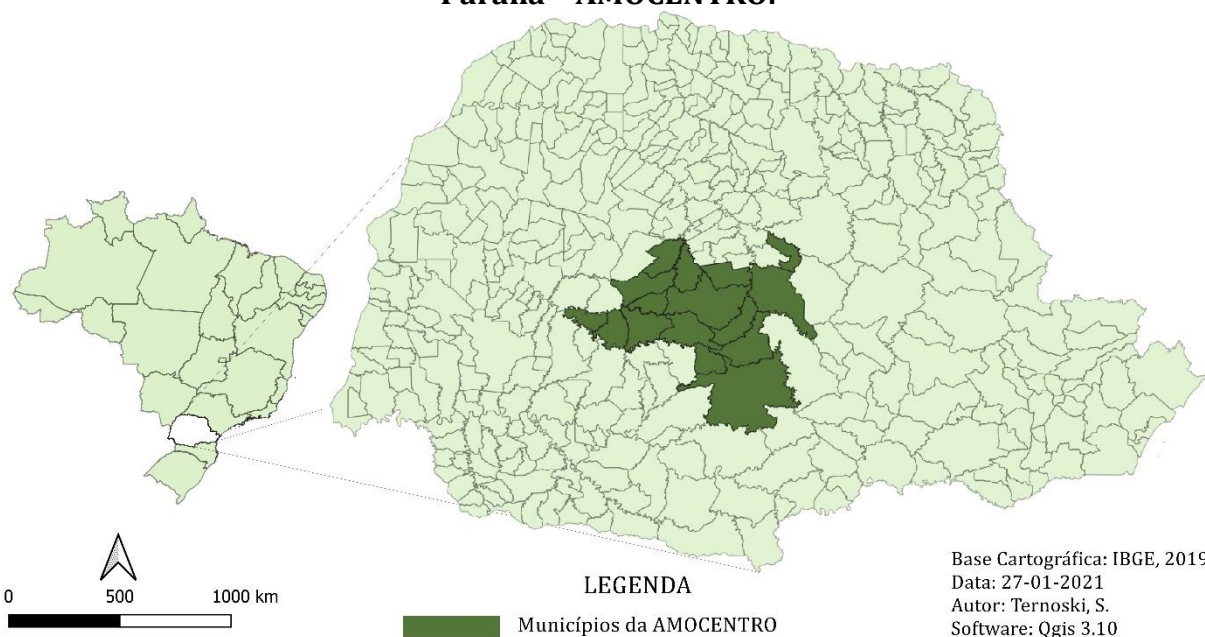 Paraná – AMOCENTRO.
0 500 1000 km
LEGENDA
Municípios da AMOCENTRO
Base Cartográfica: IBGE, 2019
Data: 27-01-2021
Autor: Ternoski, S.
Software: Qgis 3.10